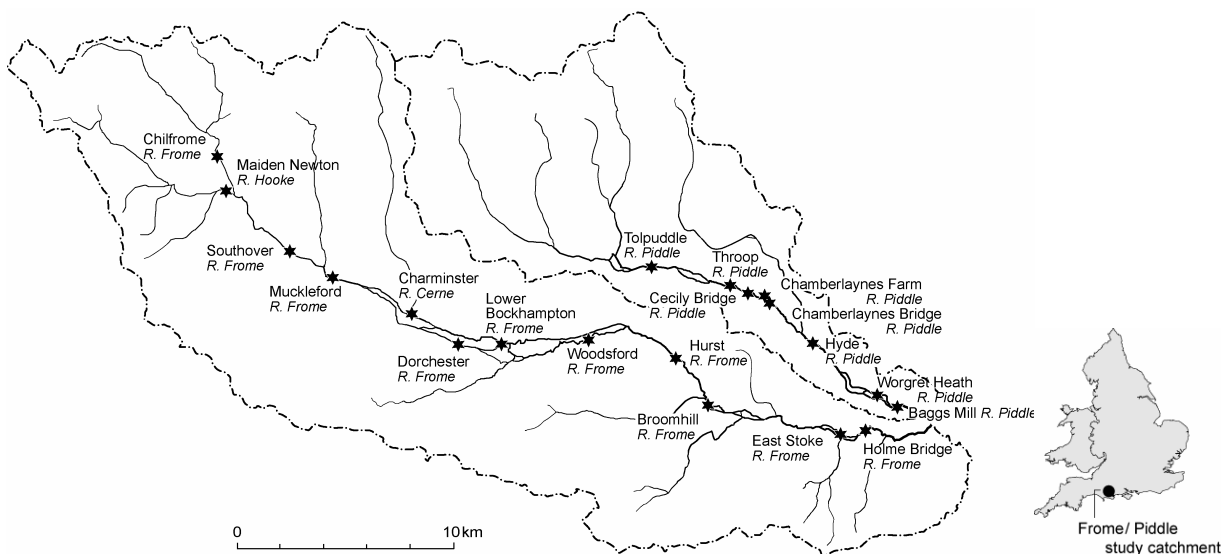 Chilfrome
R. Frome
Maiden Newton
R. Hooke
Southover
R. Frome
Muckleford
R. Frome
Charminster
R. Cerne
Dorchester
R. Frome
Lower
Bockhampton
R. Frome
Woodsford
R. Frome
Tolpuddle
R. Piddle
Throop
R. Piddle
Cecily Bridge
R. Piddle
Chamberlaynes Farm
R. Piddle
Chamberlaynes Bridge
R. Piddle
Hurst
R. Frome
Hyde
R. Piddle
Worgret Heath
R. Piddle
Baggs Mill R. Piddle
Broomhill
R. Frome
East Stoke
R. Frome
Holme Bridge
R. Frome
0 10km
Frome/ Piddle
study catchment